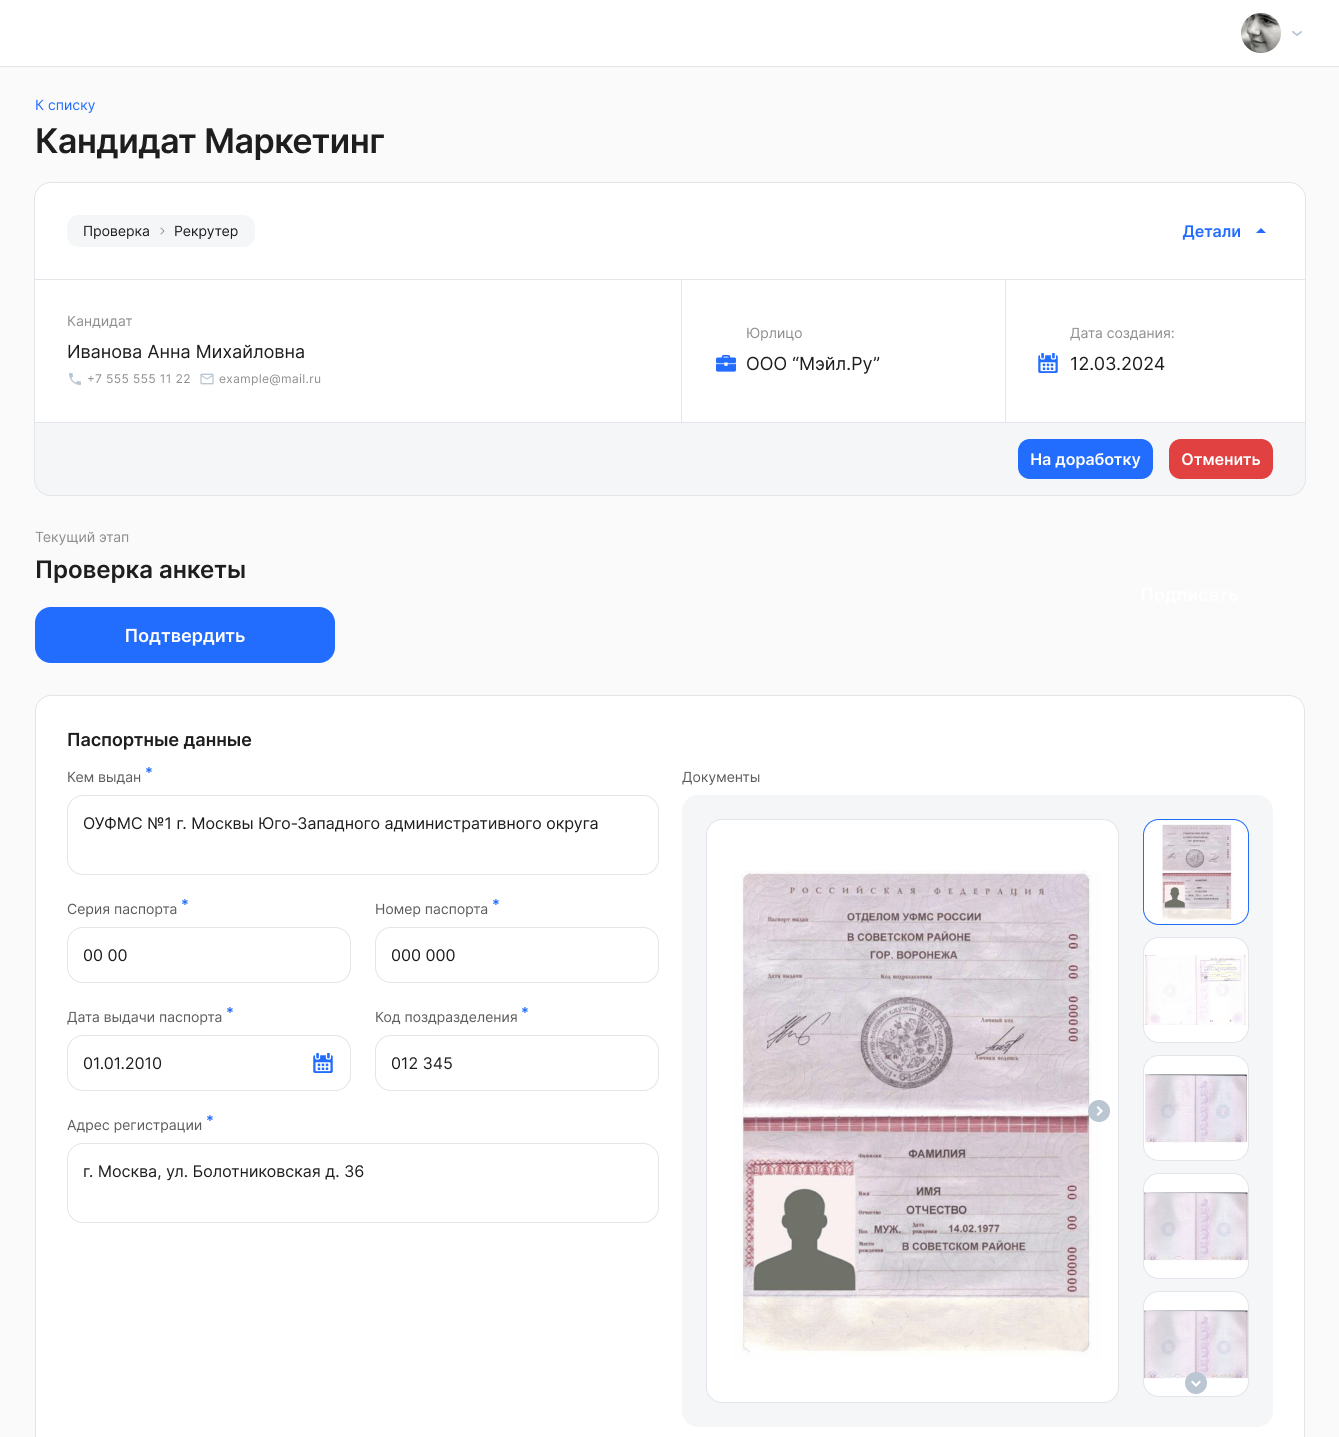 К списку
Кандидат Маркетинг
Проверка > Рекрутер
Детали
Кандидат
Иванова Анна Михайловна
+7 555 555 11 22 example@mail.ru
Юрлицо
ООО “Мэйл.Ру”
Дата создания:
12.03.2024
На доработку
Отменить
Текущий этап
Проверка анкеты
Подписать
Подтвердить
Паспортные данные
Кем выдан *
ОУФМС №1 г. Москвы Юго-Западного административного округа
Серия паспорта *
00 00
Номер паспорта *
000 000
Дата выдачи паспорта *
01.01.2010
Код поздразделения *
012 345
Адрес регистрации *
г. Москва, ул. Болотниковская д. 36
Документы
РОССИЙСКАЯ ФЕДЕРАЦИЯ
Паспорт выдан ОТДЕЛОМ УФМС РОССИИ
В СОВЕТСКОМ РАЙОНЕ
ГОР. ВОРОНЕЖА
Дата выдачи Код подразделения
Личный код
Личная подпись
00 00 000000
Фамилия ФАМИЛИЯ
Имя ИМЯ
Отчество ОТЧЕСТВО
Пол МУЖ. Дата рождения 14.02.1977
Место рождения В СОВЕТСКОМ РАЙОНЕ
00 00 000000